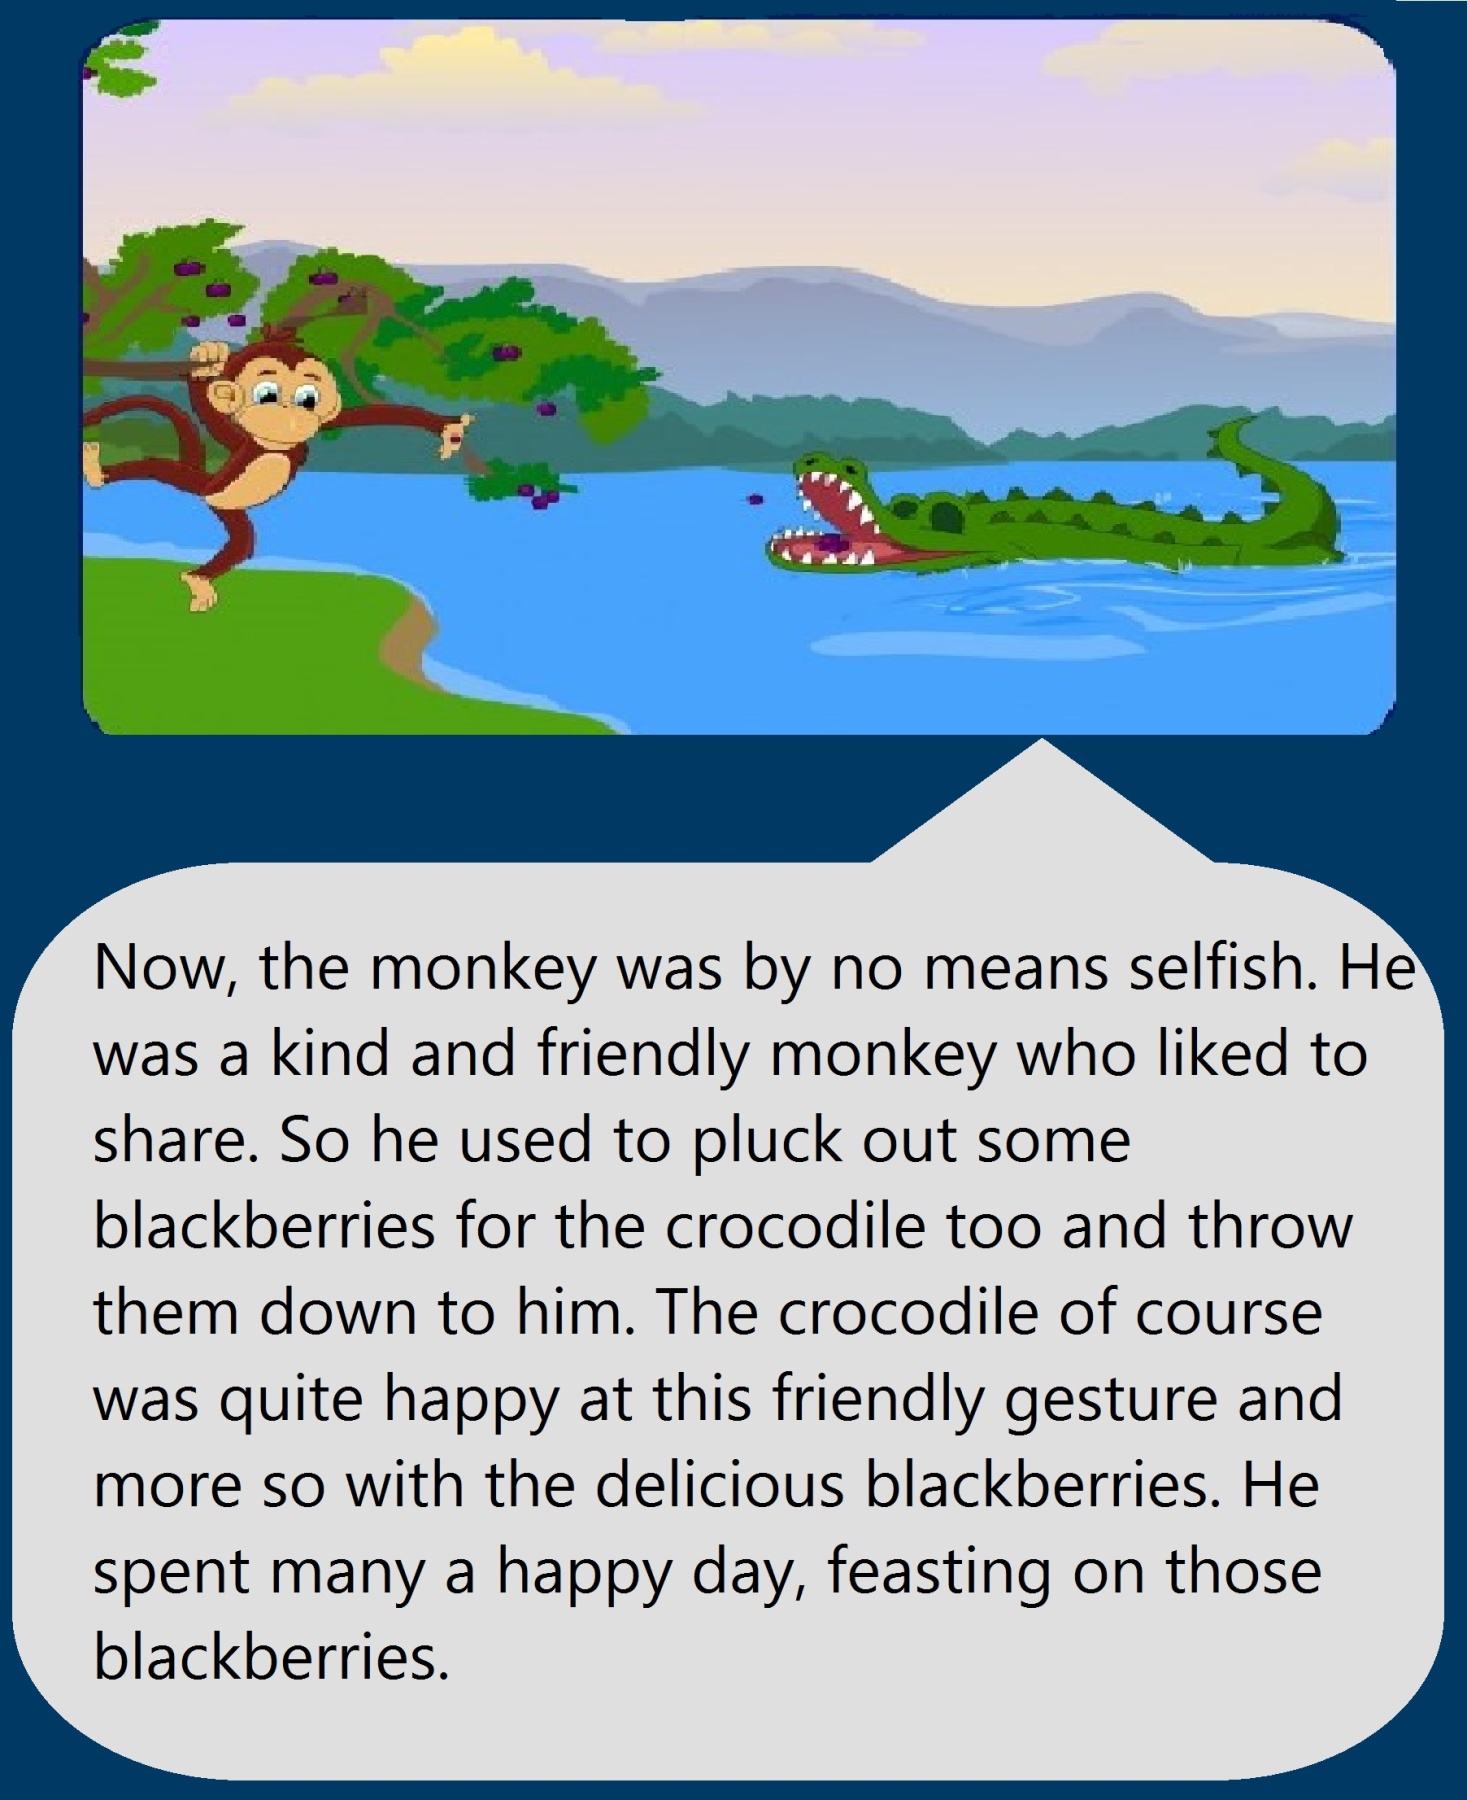 Now, the monkey was by no means selfish. He
was a kind and friendly monkey who liked to
share. So he used to pluck out some
blackberries for the crocodile too and throw
them down to him. The crocodile of course
was quite happy at this friendly gesture and
more so with the delicious blackberries. He
spent many a happy day, feasting on those
blackberries.